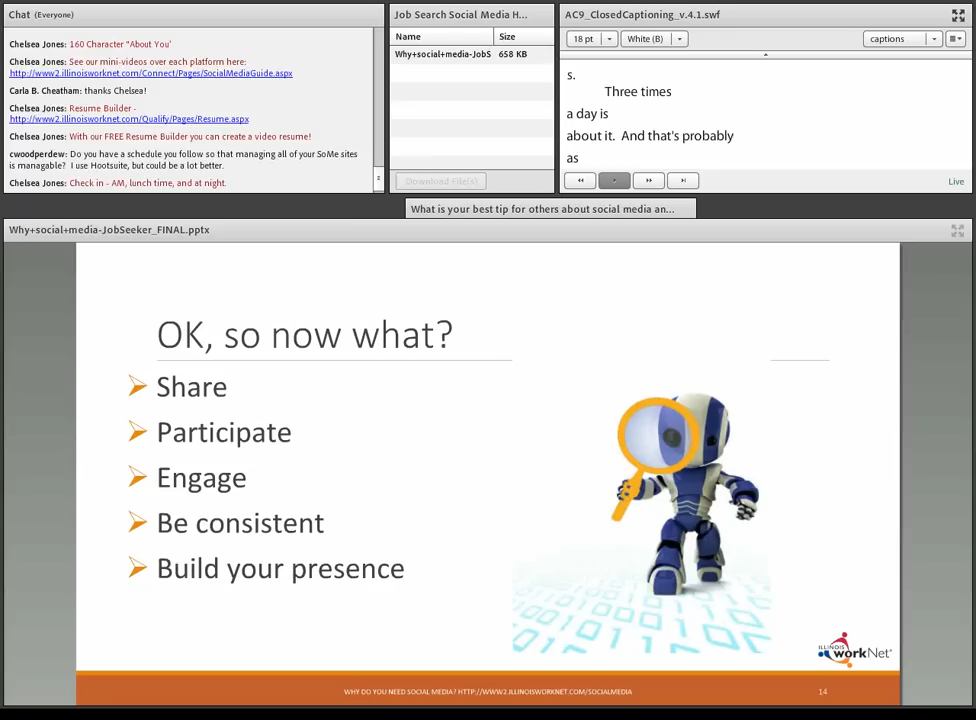 Chat (Everyone)
Chelsea Jones: 160 Character "About You'
Chelsea Jones: See our mini-videos over each platform here:
http://www2.illinoisworknet.com/Connect/Pages/SocialMediaGuide.aspx
Carla B. Cheatham: thanks Chelsea!
Chelsea Jones: Resume Builder -
http://www2.illinoisworknet.com/Qualify/Pages/Resume.aspx
Chelsea Jones: With our FREE Resume Builder you can create a video resume!
cwoodperdew: Do you have a schedule you follow so that managing all of your SoMe sites
is managable? I use Hootsuite, but could be a lot better.
Chelsea Jones: Check in - AM, lunch time, and at night.
Job Search Social Media H...
Name Size
Why+social+media-JobS 658 KB
Download File(s)
AC9_ClosedCaptioning_v.4.1.swf
18 pt White (B) captions
s.
Three times
a day is
about it. And that's probably
as
Live
What is your best tip for others about social media an...
Why+social+media-JobSeeker_FINAL.pptx
OK, so now what?
Share
Participate
Engage
Be consistent
Build your presence
ILLINOIS
workNet
WHY DO YOU NEED SOCIAL MEDIA? HTTP://WWW2.ILLINOISWORKNET.COM/SOCIALMEDIA
14